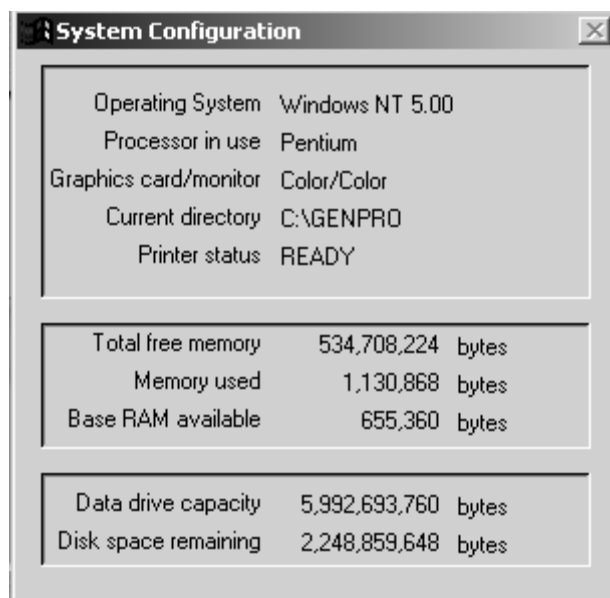 System Configuration
Operating System Windows NT 5.00
Processor in use Pentium
Graphics card/monitor Color/Color
Current directory C:\GENPRO
Printer status READY
Total free memory 534,708,224 bytes
Memory used 1,130,868 bytes
Base RAM available 655,360 bytes
Data drive capacity 5,992,693,760 bytes
Disk space remaining 2,248,859,648 bytes